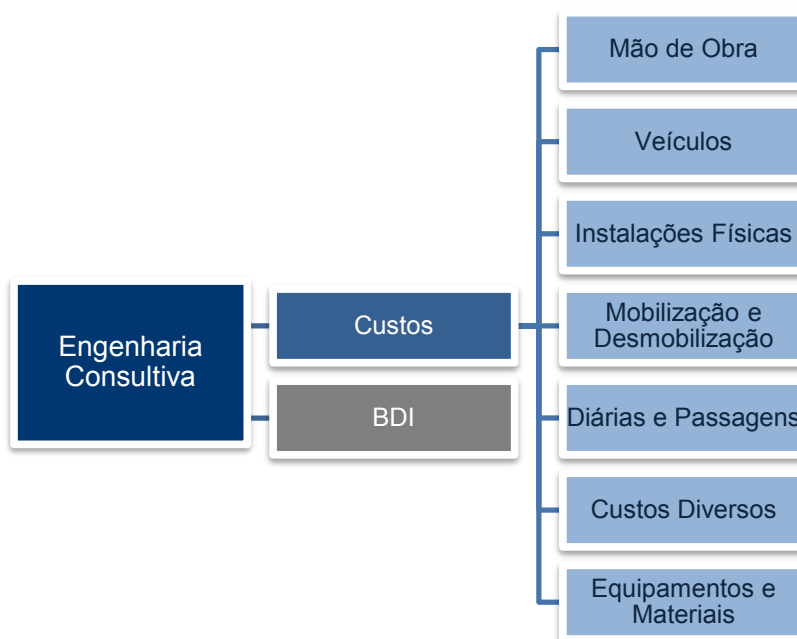 Engenharia
Consultiva
Custos
BDI
Mão de Obra
Veículos
Instalações Físicas
Mobilização e
Desmobilização
Diárias e Passagens
Custos Diversos
Equipamentos e
Materiais